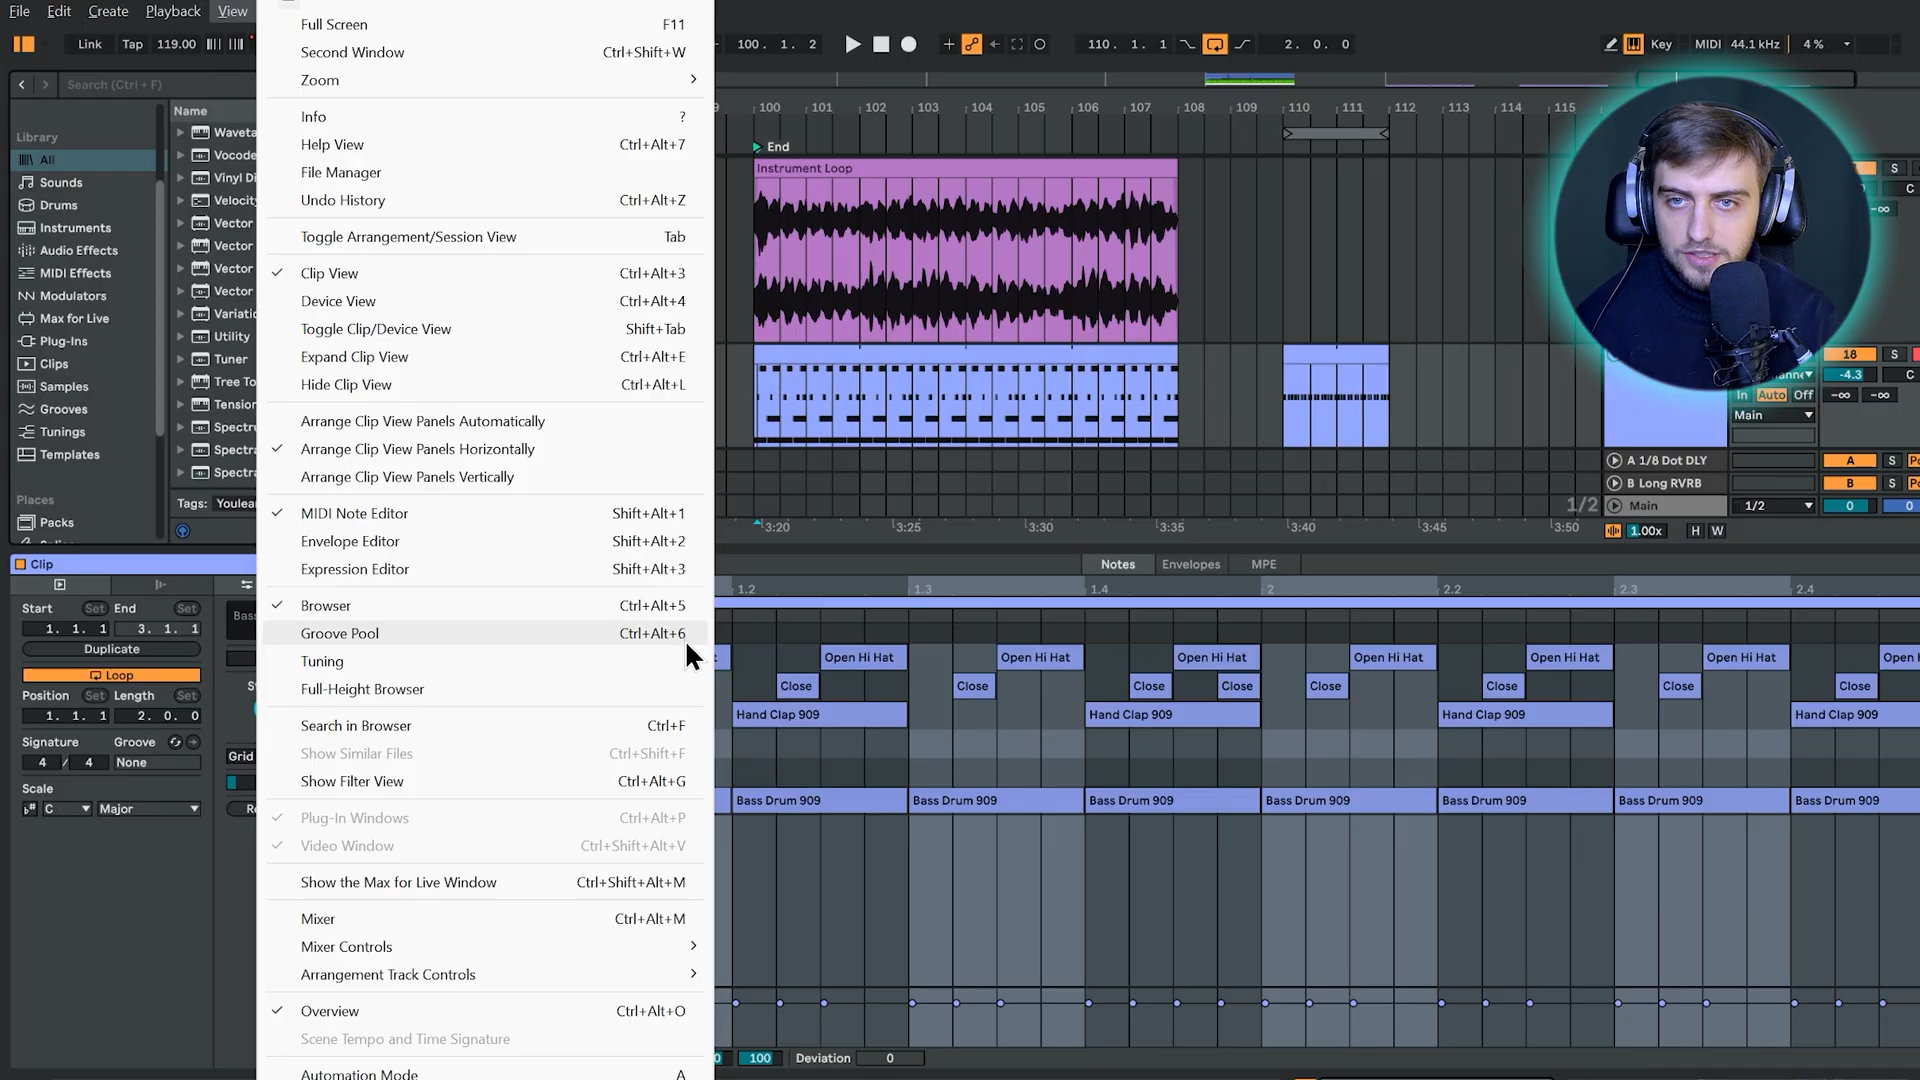 File Edit Create Playback View
Link Tap 119.00
100. 1. 2
110. 1. 1
2. 0. 0
Key MIDI 44.1 kHz 4 %
Search (Ctrl + F)
Library
All
Sounds
Drums
Instruments
Audio Effects
MIDI Effects
Modulators
Max for Live
Plug-Ins
Clips
Samples
Grooves
Tunings
Templates
Places
Packs
Name
Waveta
Vocode
Vinyl Di
Velocity
Vector
Vector
Vector
Vector
Variatio
Utility
Tuner
Tree To
Tension
Spectru
Spectra
Spectra
Tags: Youlear
Full Screen F11
Second Window Ctrl+Shift+W
Zoom
Info ?
Help View Ctrl+Alt+7
File Manager
Undo History Ctrl+Alt+Z
Toggle Arrangement/Session View Tab
Clip View Ctrl+Alt+3
Device View Ctrl+Alt+4
Toggle Clip/Device View Shift+Tab
Expand Clip View Ctrl+Alt+E
Hide Clip View Ctrl+Alt+L
Arrange Clip View Panels Automatically
Arrange Clip View Panels Horizontally
Arrange Clip View Panels Vertically
MIDI Note Editor Shift+Alt+1
Envelope Editor Shift+Alt+2
Expression Editor Shift+Alt+3
Browser Ctrl+Alt+5
Groove Pool Ctrl+Alt+6
Tuning
Full-Height Browser
Search in Browser Ctrl+F
Show Similar Files Ctrl+Shift+F
Show Filter View Ctrl+Alt+G
Plug-In Windows Ctrl+Alt+P
Video Window Ctrl+Shift+Alt+V
Show the Max for Live Window Ctrl+Shift+Alt+M
Mixer Ctrl+Alt+M
Mixer Controls
Arrangement Track Controls
Overview Ctrl+Alt+O
Scene Tempo and Time Signature
Automation Mode A
100 101 102 103 104 105 106 107 108 109 110 111 112 113 114 115
End
Instrument Loop
S
C
-∞
18 S
-4.3 C
In Auto Off -∞ -∞
Main
A 1/8 Dot DLY A S
B Long RVRB B S
1/2 Main 1/2 0 0
3:20 3:25 3:30 3:35 3:40 3:45 3:50
1.00x H W
Clip
Start Set End Set
1. 1. 1 3. 1. 1
Duplicate
Loop
Position Set Length
1. 1. 1 2. 0. 0
Signature Groove
4 / 4 None
Scale
C Major
Bas
Grid
Notes Envelopes MPE
1.2 1.3 1.4 2 2.2 2.3 2.4
Open Hi Hat Open Hi Hat Open Hi Hat Open Hi Hat Open Hi Hat Open Hi Hat Open H
Close Close Close Close Close Close Close Close
Hand Clap 909 Hand Clap 909 Hand Clap 909 Hand Clap 909
Bass Drum 909 Bass Drum 909 Bass Drum 909 Bass Drum 909 Bass Drum 909 Bass Drum 909 Bass Drum 909
100 Deviation 0